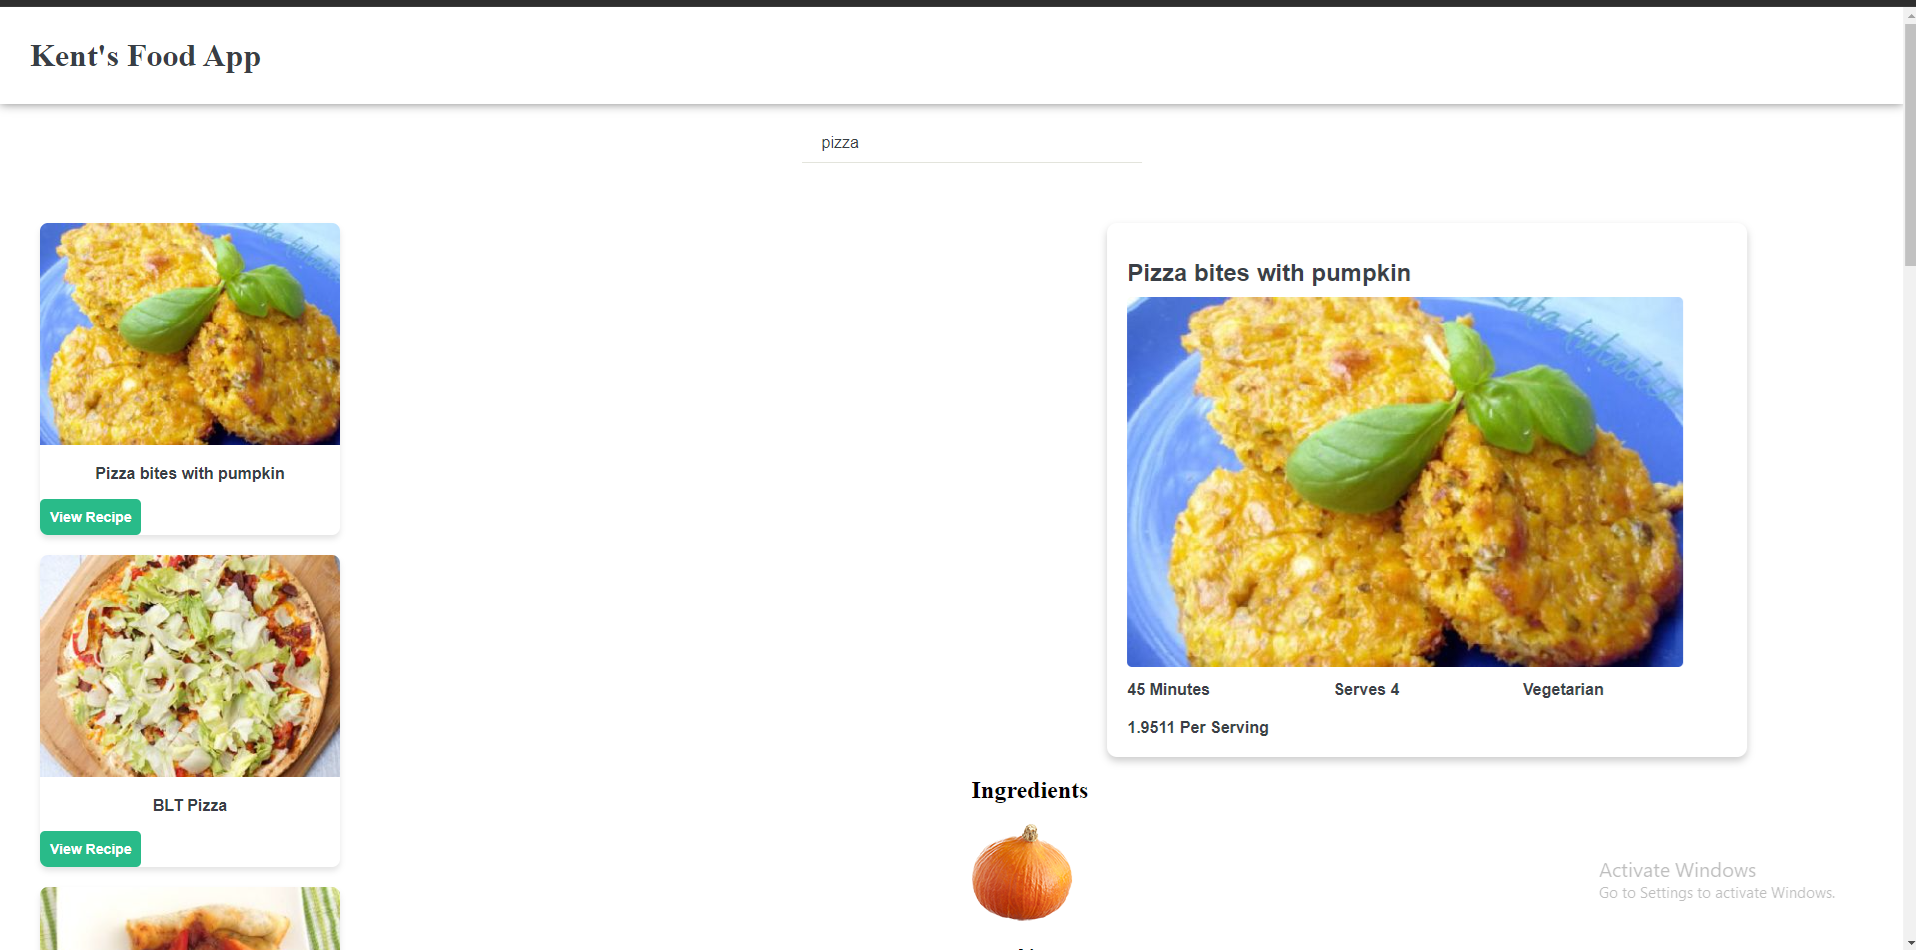 Kent's Food App
pizza
Pizza bites with pumpkin
View Recipe
BLT Pizza
View Recipe
Pizza bites with pumpkin
45 Minutes Serves 4 Vegetarian
1.9511 Per Serving
Ingredients
Activate Windows
Go to Settings to activate Windows.